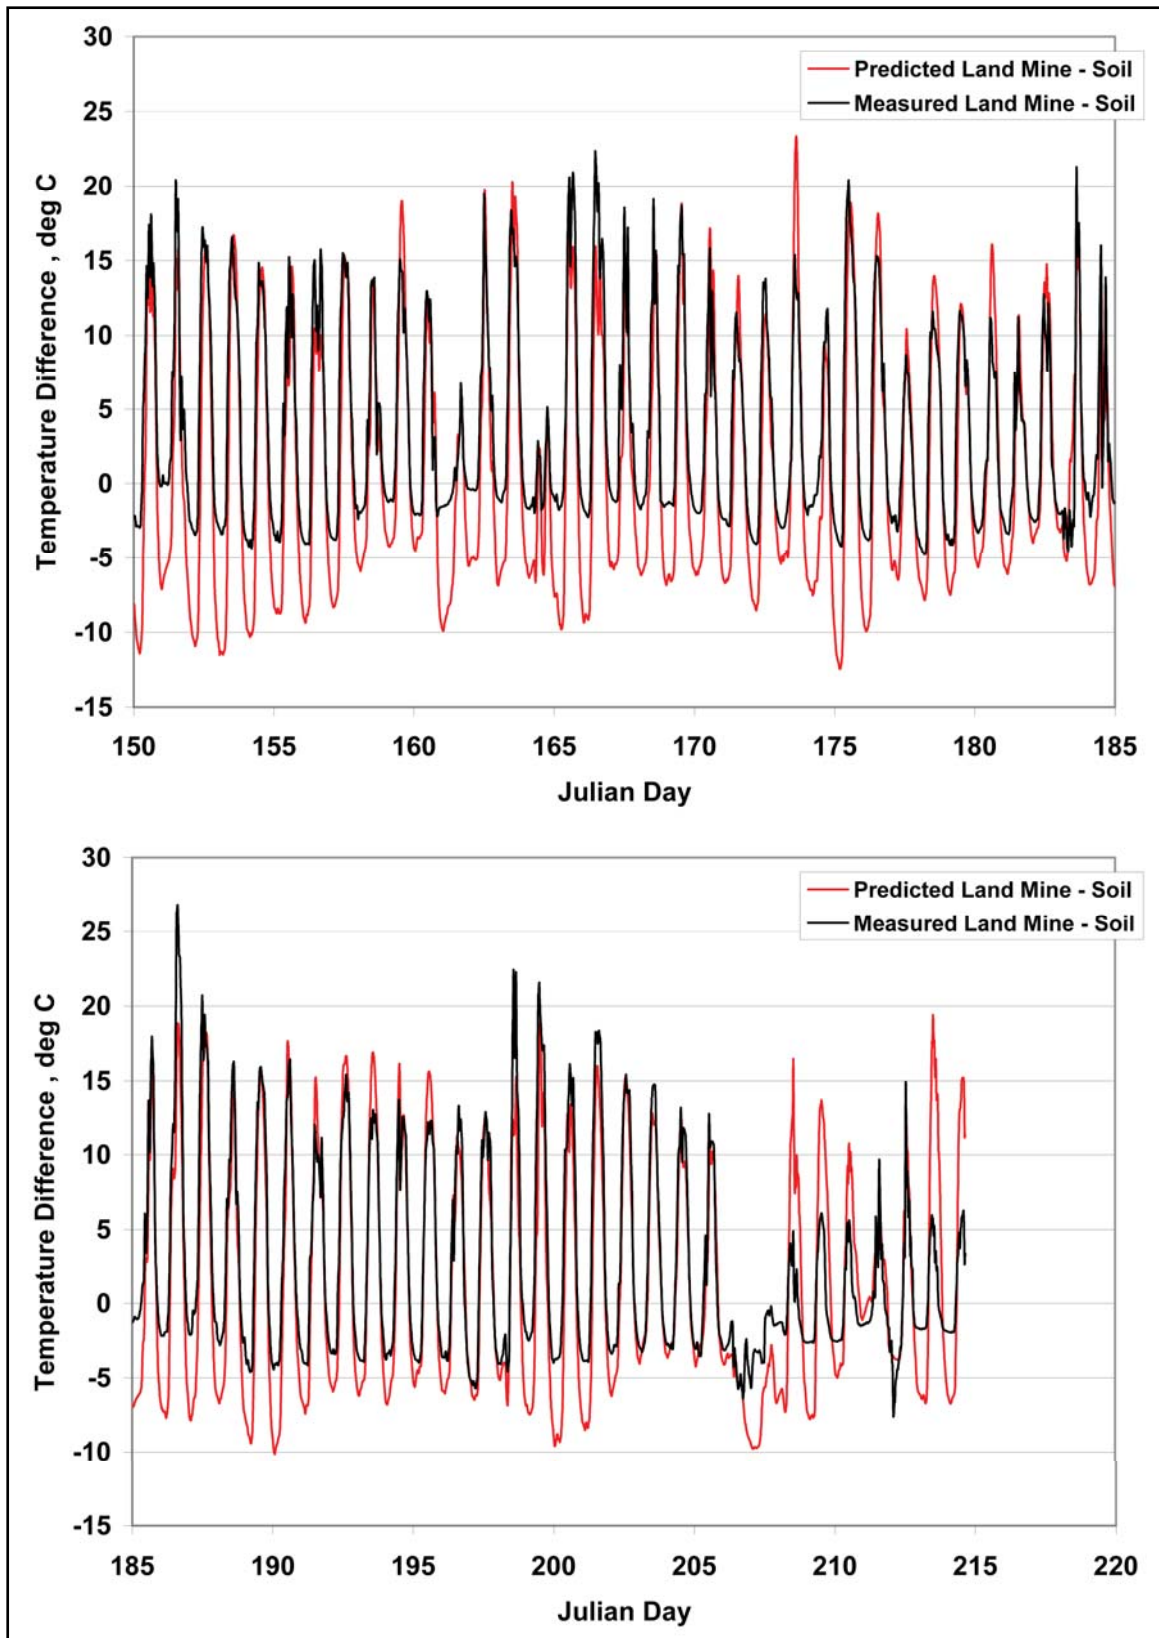 30
25
20
15
10
5
0
-5
-10
-15
Temperature Difference , deg C
Predicted Land Mine - Soil
Measured Land Mine - Soil
150 155 160 165 170 175 180 185
Julian Day
30
25
20
15
10
5
0
-5
-10
-15
Temperature Difference , deg C
Predicted Land Mine - Soil
Measured Land Mine - Soil
185 190 195 200 205 210 215 220
Julian Day